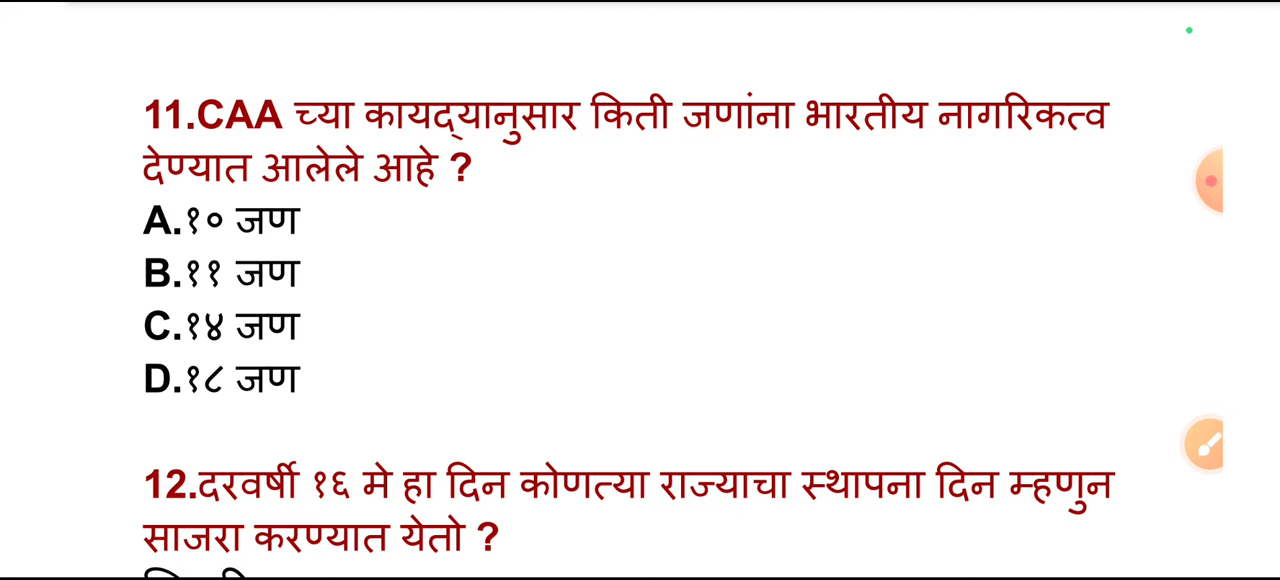 11.CAA च्या कायद्यानुसार किती जणांना भारतीय नागरिकत्व
देण्यात आलेले आहे ?
A.१० जण
B.११ जण
C.१४ जण
D.१८ जण
12.दरवर्षी १६ मे हा दिन कोणत्या राज्याचा स्थापना दिन म्हणुन
साजरा करण्यात येतो ?